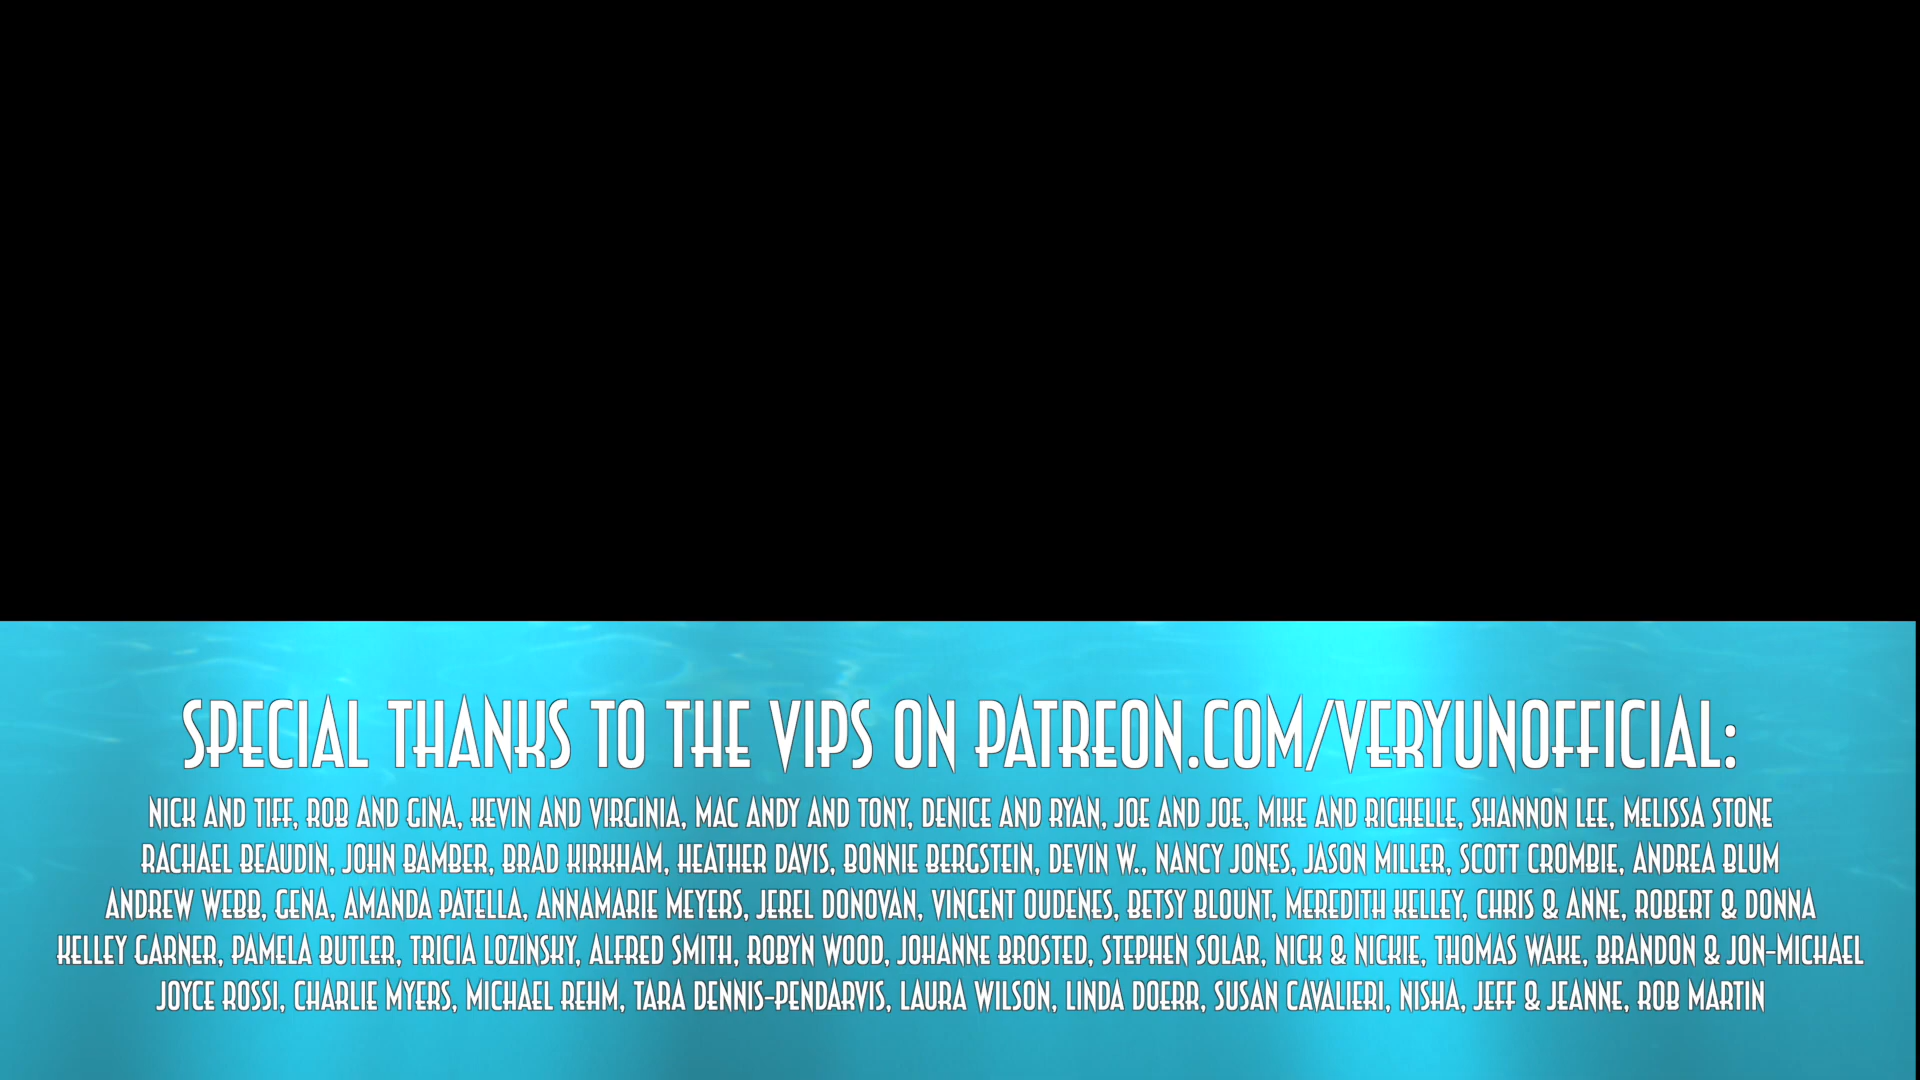 SPECIAL THANKS TO THE VIPS ON PATREON.COM/VERYUNOFFICIAL:
NICK AND TIFF, ROB AND GINA, KEVIN AND VIRGINIA, MAC ANDY AND TONY, DENICE AND RYAN, JOE AND JOE, MIKE AND RICHELLE, SHANNON LEE, MELISSA STONE
RACHAEL BEAUDIN, JOHN BAMBER, BRAD KIRKHAM, HEATHER DAVIS, BONNIE BERGSTEIN, DEVIN W., NANCY JONES, JASON MILLER, SCOTT CROMBIE, ANDREA BLUM
ANDREW WEBB, GENA, AMANDA PATELLA, ANNAMARIE MEYERS, JEREL DONOVAN, VINCENT OUDENES, BETSY BLOUNT, MEREDITH KELLEY, CHRIS & ANNE, ROBERT & DONNA
KELLEY GARNER, PAMELA BUTLER, TRICIA LOZINSKY, ALFRED SMITH, ROBYN WOOD, JOHANNE BROSTED, STEPHEN SOLAR, NICK & NICKIE, THOMAS WAKE, BRANDON & JON-MICHAEL
JOYCE ROSSI, CHARLIE MYERS, MICHAEL REHM, TARA DENNIS-PENDARVIS, LAURA WILSON, LINDA DOERR, SUSAN CAVALIERI, NISHA, JEFF & JEANNE, ROB MARTIN